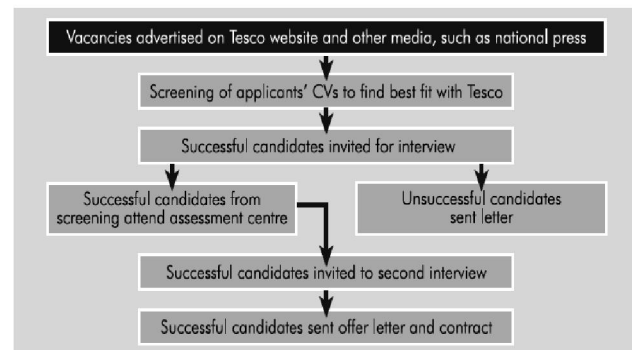 Vacancies advertised on Tesco website and other media, such as national press
Screening of applicants' CVs to find best fit with Tesco
Successful candidates invited for interview
Successful candidates from
screening attend assessment centre
Unsuccessful candidates
sent letter
Successful candidates invited to second interview
Successful candidates sent offer letter and contract